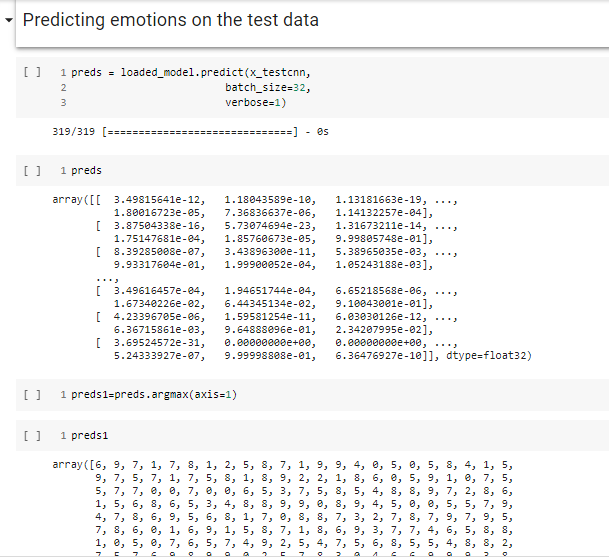 Predicting emotions on the test data
[ ] 1 preds = loaded_model.predict(x_testcnn,
2 batch_size=32,
3 verbose=1)
319/319 [==============================] - 0s
[ ] 1 preds
array([[ 3.49815641e-12, 1.18043589e-10, 1.13181663e-19, ...,
1.80016723e-05, 7.36836637e-06, 1.14132257e-04],
[ 3.87504338e-16, 5.73074694e-23, 1.31673211e-14, ...,
1.75147681e-04, 1.85760673e-05, 9.99805748e-01],
[ 8.39285008e-07, 3.43896300e-11, 5.38965035e-03, ...,
9.93317604e-01, 1.99900052e-04, 1.05243188e-03],
...,
[ 3.49616457e-04, 1.94651744e-04, 6.65218568e-06, ...,
1.67340226e-02, 6.44345134e-02, 9.10043001e-01],
[ 4.23396705e-06, 1.59581254e-11, 6.03030126e-12, ...,
6.36715861e-03, 9.64888096e-01, 2.34207995e-02],
[ 3.69524572e-31, 0.00000000e+00, 0.00000000e+00, ...,
5.24333927e-07, 9.99998808e-01, 6.36476927e-10]], dtype=float32)
[ ] 1 preds1=preds.argmax(axis=1)
[ ] 1 preds1
array([6, 9, 7, 1, 7, 8, 1, 2, 5, 8, 7, 1, 9, 9, 4, 0, 5, 0, 5, 8, 4, 1, 5,
9, 7, 5, 7, 1, 7, 5, 8, 1, 8, 9, 2, 2, 1, 8, 6, 0, 5, 9, 1, 0, 7, 5,
5, 7, 7, 0, 0, 7, 0, 0, 6, 5, 3, 7, 5, 8, 5, 4, 8, 8, 9, 7, 2, 8, 6,
1, 5, 6, 8, 6, 5, 3, 4, 8, 8, 9, 9, 0, 8, 9, 4, 5, 0, 0, 5, 5, 7, 9,
4, 7, 8, 6, 9, 5, 6, 8, 1, 7, 0, 8, 8, 7, 3, 2, 7, 8, 7, 9, 7, 9, 5,
7, 8, 6, 0, 1, 6, 9, 1, 5, 8, 7, 1, 8, 6, 9, 3, 7, 7, 4, 6, 5, 8, 8,
1, 0, 5, 0, 7, 6, 5, 7, 4, 9, 2, 5, 4, 7, 5, 6, 8, 5, 5, 4, 8, 8, 2,